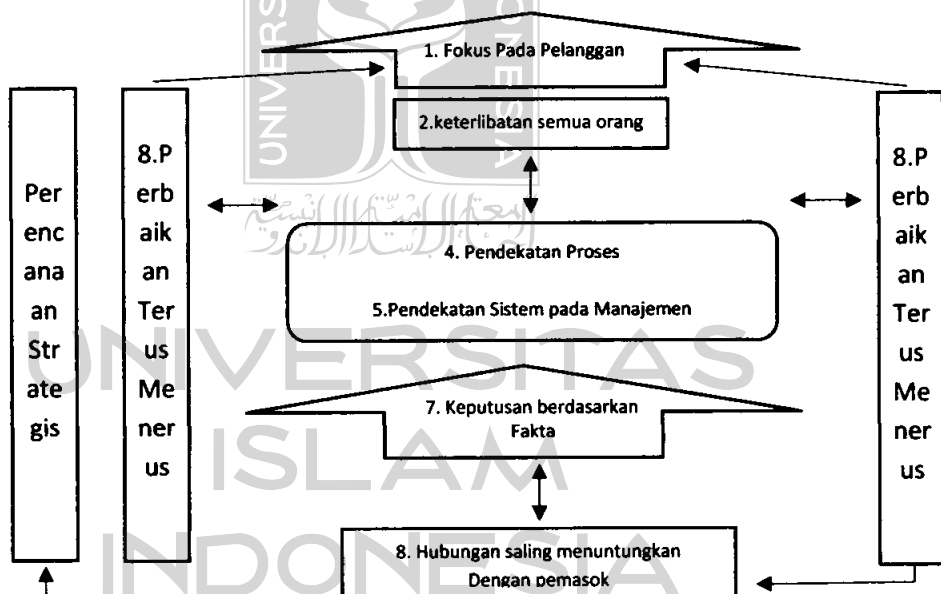 1. Fokus Pada Pelanggan
2.keterlibatan semua orang
Per
enc
ana
an
Str
ate
gis
8.P
erb
aik
an
Ter
us
Me
ner
us
4. Pendekatan Proses
5.Pendekatan Sistem pada Manajemen
7. Keputusan berdasarkan
Fakta
8. Hubungan saling menuntungkan
Dengan pemasok
8.P
erb
aik
an
Ter
us
Me
ner
us
UNIVERSITAS
ISLAM
INDONESIA